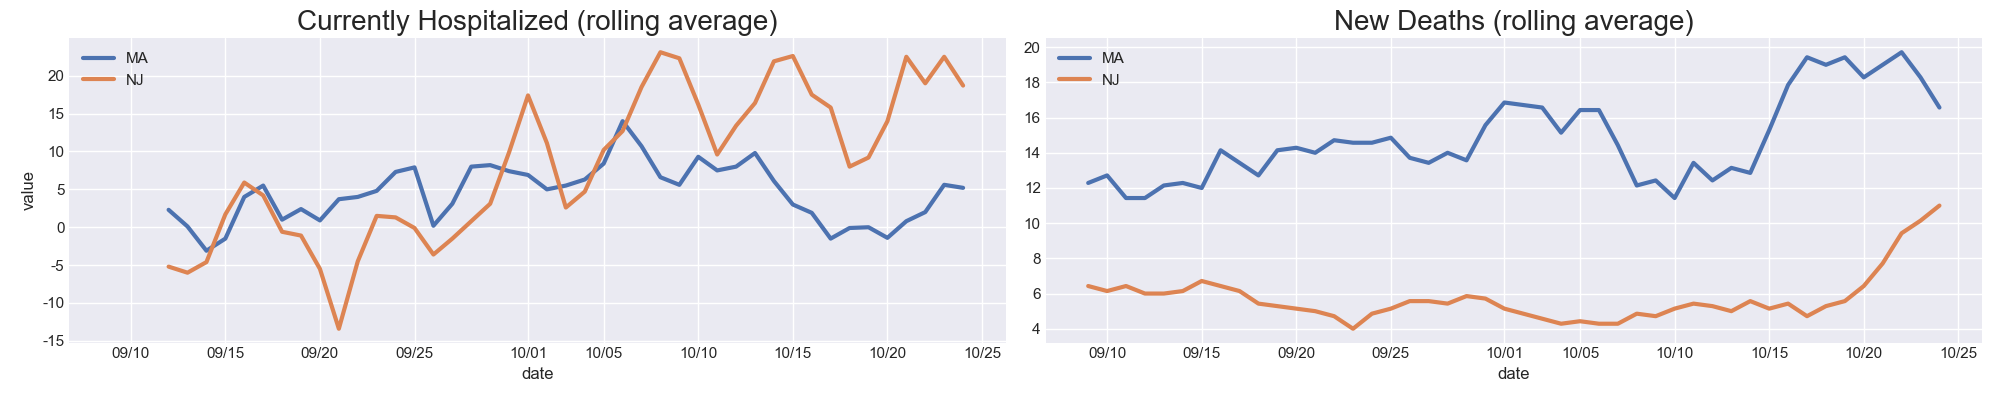 Currently Hospitalized (rolling average)
MA
NJ
20
15
10
5
0
-5
-10
-15
value
09/10 09/15 09/20 09/25 10/01 10/05 10/10 10/15 10/20 10/25
date
New Deaths (rolling average)
MA
NJ
20
18
16
14
12
10
8
6
4
09/10 09/15 09/20 09/25 10/01 10/05 10/10 10/15 10/20 10/25
date